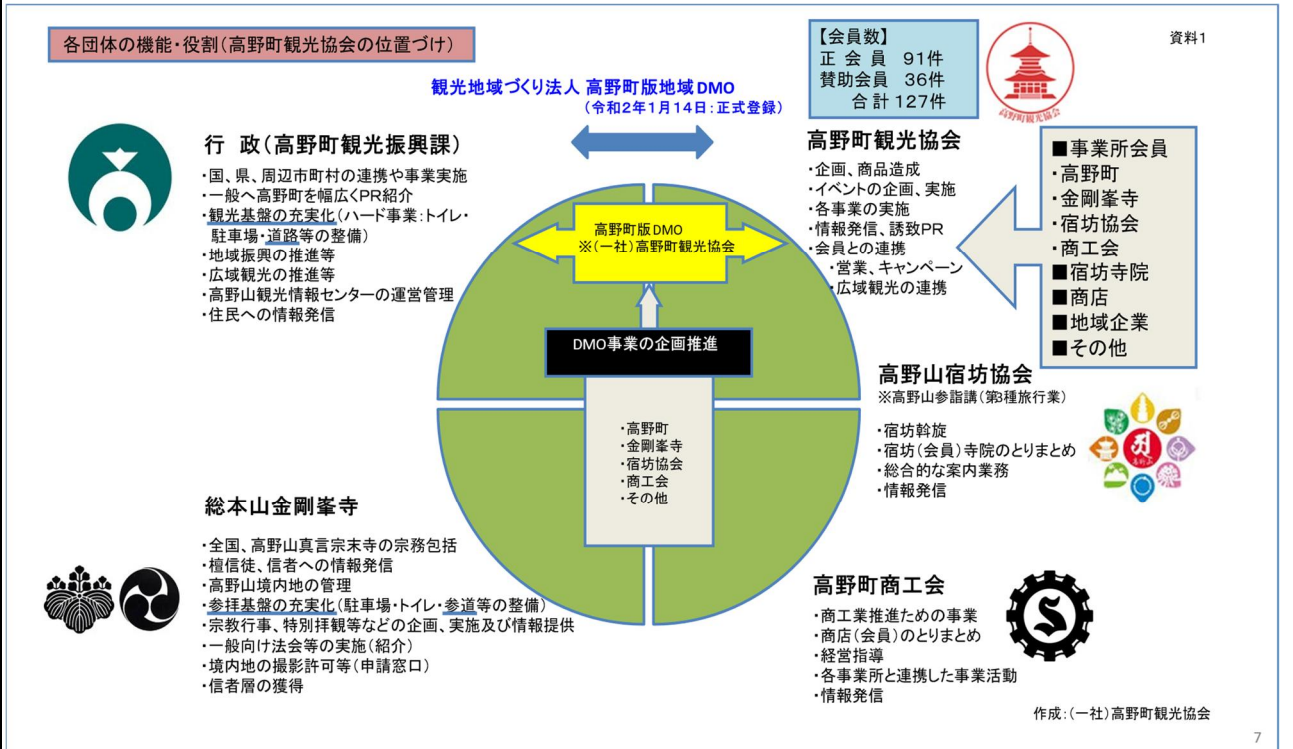 各団体の機能・役割(高野町観光協会の位置づけ)
【会員数】
正 会 員 91件
賛助会員 36件
合 計 127件
高野町観光協会
資料1
観光地域づくり法人 高野町版地域DMO
(令和2年1月14日:正式登録)
行 政(高野町観光振興課)
・国、県、周辺市町村の連携や事業実施
・一般へ高野町を幅広くPR紹介
・観光基盤の充実化(ハード事業:トイレ・
駐車場・道路等の整備)
・地域振興の推進等
・広域観光の推進等
・高野山観光情報センターの運営管理
・住民への情報発信
高野町観光協会
・企画、商品造成
・イベントの企画、実施
・各事業の実施
・情報発信、誘致PR
・会員との連携
・営業、キャンペーン
・広域観光の連携
■事業所会員
・高野町
・金剛峯寺
・宿坊協会
・商工会
■宿坊寺院
■商店
■地域企業
■その他
高野町版DMO
※(一社)高野町観光協会
DMO事業の企画推進
・高野町
・金剛峯寺
・宿坊協会
・商工会
・その他
高野山宿坊協会
※高野山参詣講(第3種旅行業)
・宿坊斡旋
・宿坊(会員)寺院のとりまとめ
・総合的な案内業務
・情報発信
総本山金剛峯寺
・全国、高野山真言宗末寺の宗務包括
・檀信徒、信者への情報発信
・高野山境内地の管理
・参拝基盤の充実化(駐車場・トイレ・参道等の整備)
・宗教行事、特別拝観等などの企画、実施及び情報提供
・一般向け法会等の実施(紹介)
・境内地の撮影許可等(申請窓口)
・信者層の獲得
高野町商工会
・商工業推進ための事業
・商店(会員)のとりまとめ
・経営指導
・各事業所と連携した事業活動
・情報発信
S
作成:(一社)高野町観光協会
7